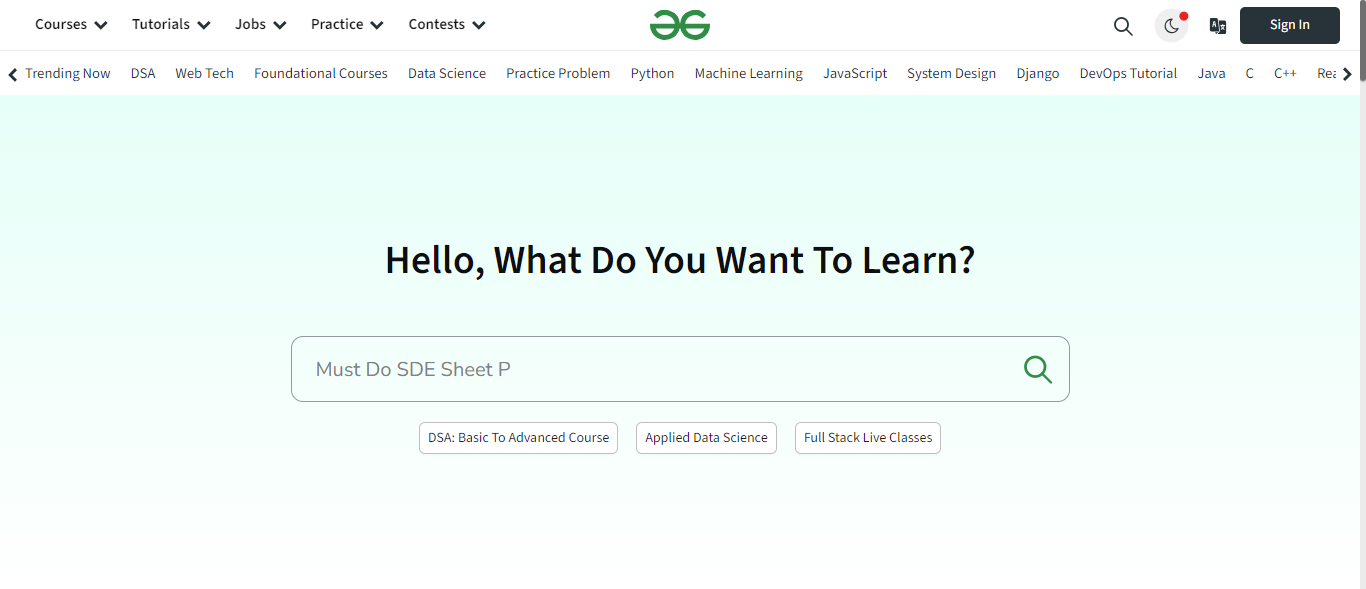 Courses Tutorials Jobs Practice Contests Sign In
Trending Now DSA Web Tech Foundational Courses Data Science Practice Problem Python Machine Learning JavaScript System Design Django DevOps Tutorial Java C C++
Hello, What Do You Want To Learn?
Must Do SDE Sheet P
DSA: Basic To Advanced Course Applied Data Science Full Stack Live Classes